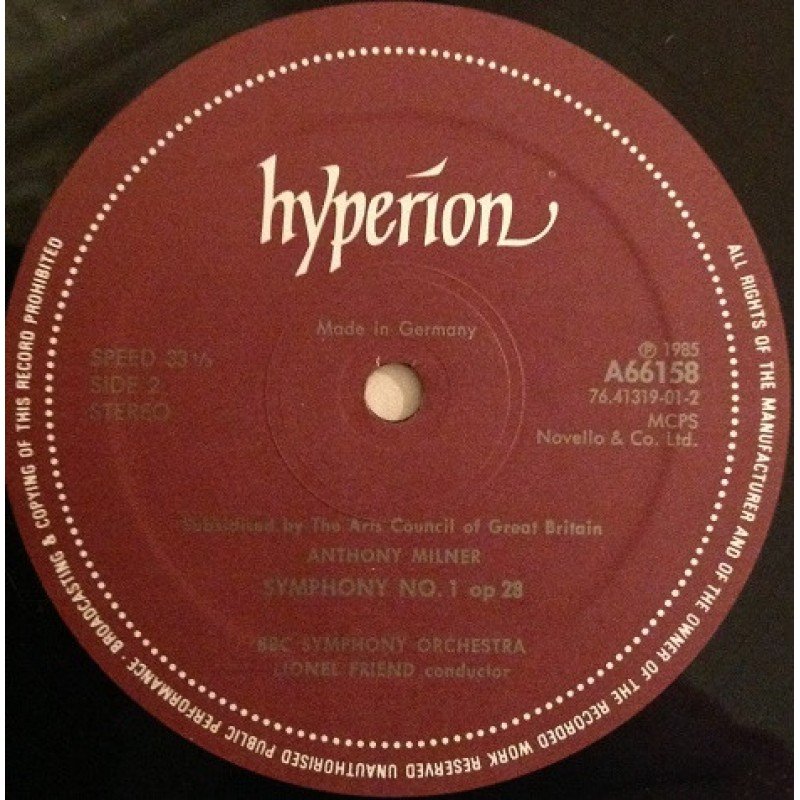 hyperion
Made in Germany
SPEED 33 1/3
SIDE 2
STEREO
℗ 1985
A66158
76.41319-01-2
MCPS
Novello & Co. Ltd.
Subsidised by The Arts Council of Great Britain
ANTHONY MILNER
SYMPHONY NO. 1 op 28
BBC SYMPHONY ORCHESTRA
LIONEL FRIEND conductor
ALL RIGHTS OF THE MANUFACTURER AND OF THE OWNER OF THE RECORDED WORK RESERVED UNAUTHORISED PUBLIC PERFORMANCE · BROADCASTING & COPYING OF THIS RECORD PROHIBITED